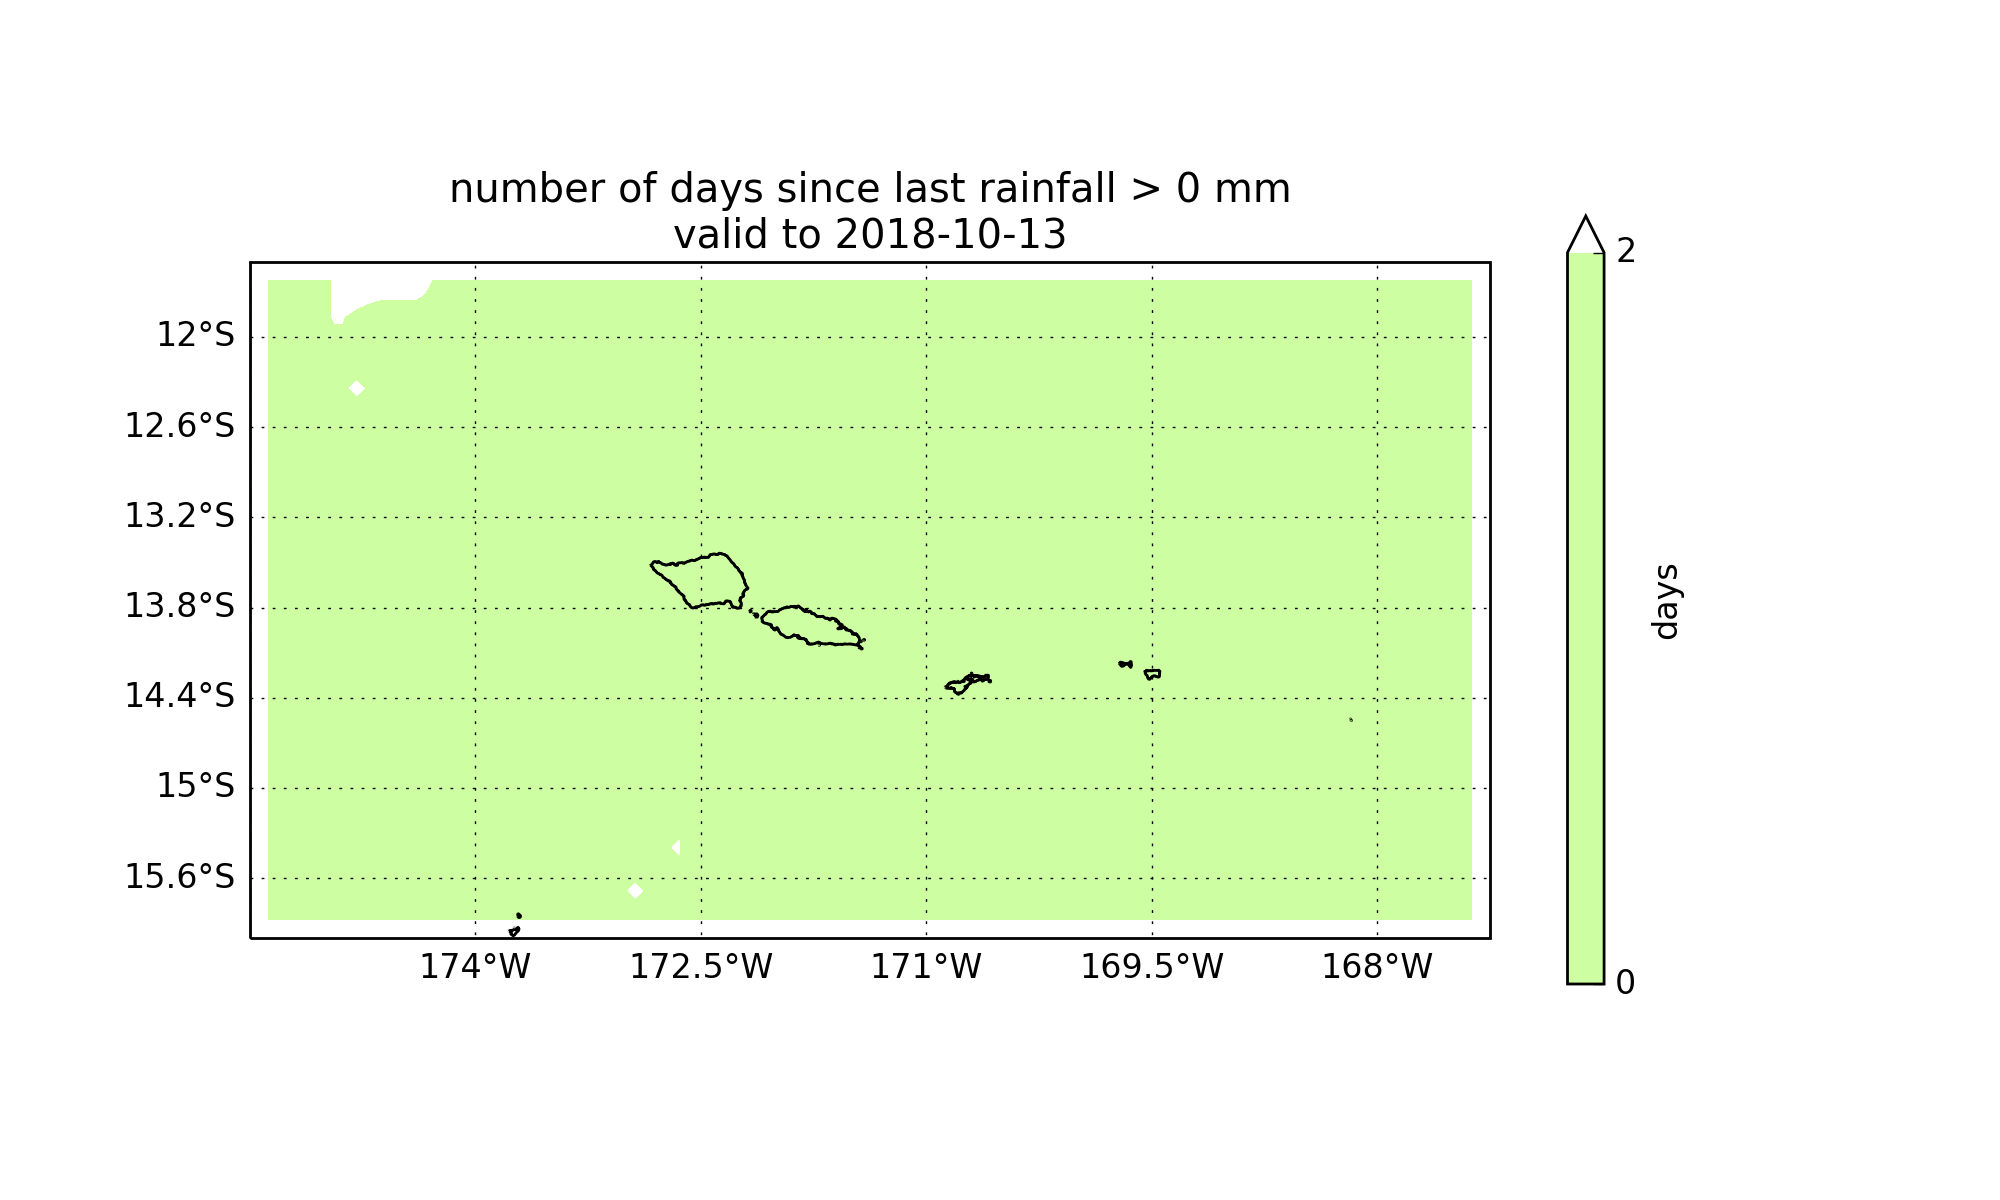 number of days since last rainfall > 0 mm
valid to 2018-10-13
2
12°S
12.6°S
13.2°S
13.8°S
14.4°S
15°S
15.6°S
days
174°W 172.5°W 171°W 169.5°W 168°W
0